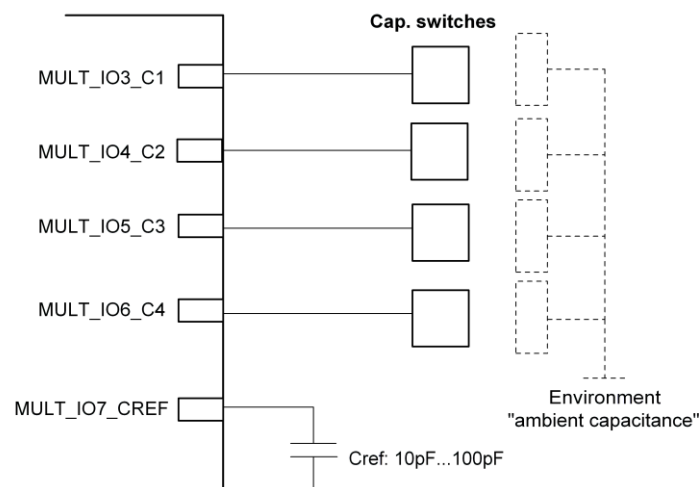 Cap. switches
MULT_IO3_C1
MULT_IO4_C2
MULT_IO5_C3
MULT_IO6_C4
MULT_IO7_CREF
Environment
"ambient capacitance"
Cref: 10pF...100pF